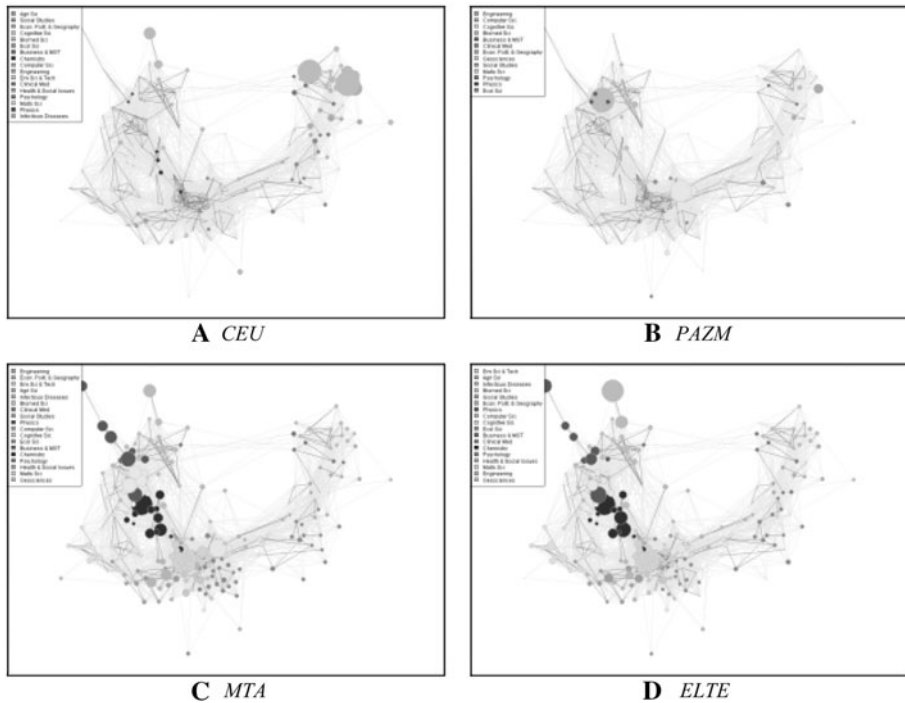 Agri Sci
Social Studies
Econ. Polit. & Geography
Cognitive Sci
Biomed Sci
Ecol Sci
Business & MGT
Chemistry
Computer Sci
Engineering
Env Sci & Tech
Clinical Med
Health & Social Issues
Psychology
Matls Sci
Physics
Infectious Diseases
A CEU
Engineering
Computer Sci
Cognitive Sci
Biomed Sci
Business & MGT
Clinical Med
Econ. Polit. & Geography
Geosciences
Social Studies
Matls Sci
Psychology
Physics
Ecol Sci
B PAZM
Engineering
Econ. Polit. & Geography
Env Sci & Tech
Agri Sci
Infectious Diseases
Biomed Sci
Clinical Med
Social Studies
Physics
Computer Sci
Cognitive Sci
Ecol Sci
Business & MGT
Chemistry
Psychology
Health & Social Issues
Matls Sci
Geosciences
C MTA
Env Sci & Tech
Agri Sci
Infectious Diseases
Biomed Sci
Social Studies
Econ. Polit. & Geography
Physics
Computer Sci
Cognitive Sci
Ecol Sci
Business & MGT
Clinical Med
Chemistry
Psychology
Health & Social Issues
Matls Sci
Engineering
Geosciences
D ELTE